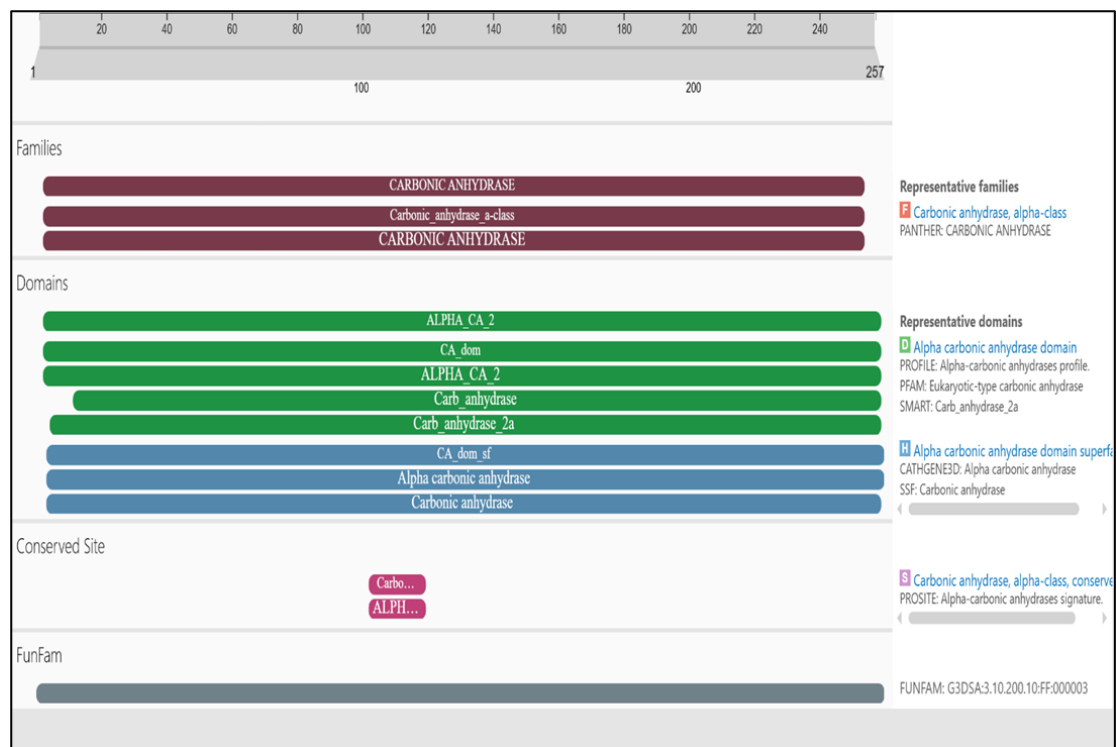 20 40 60 80 100 120 140 160 180 200 220 240
1 257
100 200
Families
CARBONIC ANHYDRASE
Carbonic_anhydrase_a-class
CARBONIC ANHYDRASE
Representative families
F Carbonic anhydrase, alpha-class
PANTHER: CARBONIC ANHYDRASE
Domains
ALPHA_CA_2
CA_dom
ALPHA_CA_2
Carb_anhydrase
Carb_anhydrase_2a
CA_dom_sf
Alpha carbonic anhydrase
Carbonic anhydrase
Representative domains
D Alpha carbonic anhydrase domain
PROFILE: Alpha-carbonic anhydrases profile.
PFAM: Eukaryotic-type carbonic anhydrase
SMART: Carb_anhydrase_2a
H Alpha carbonic anhydrase domain superfa
CATHGENE3D: Alpha carbonic anhydrase
SSF: Carbonic anhydrase
Conserved Site
Carbo...
ALPH...
S Carbonic anhydrase, alpha-class, conserve
PROSITE: Alpha-carbonic anhydrases signature.
FunFam
FUNFAM: G3DSA:3.10.200.10:FF:000003